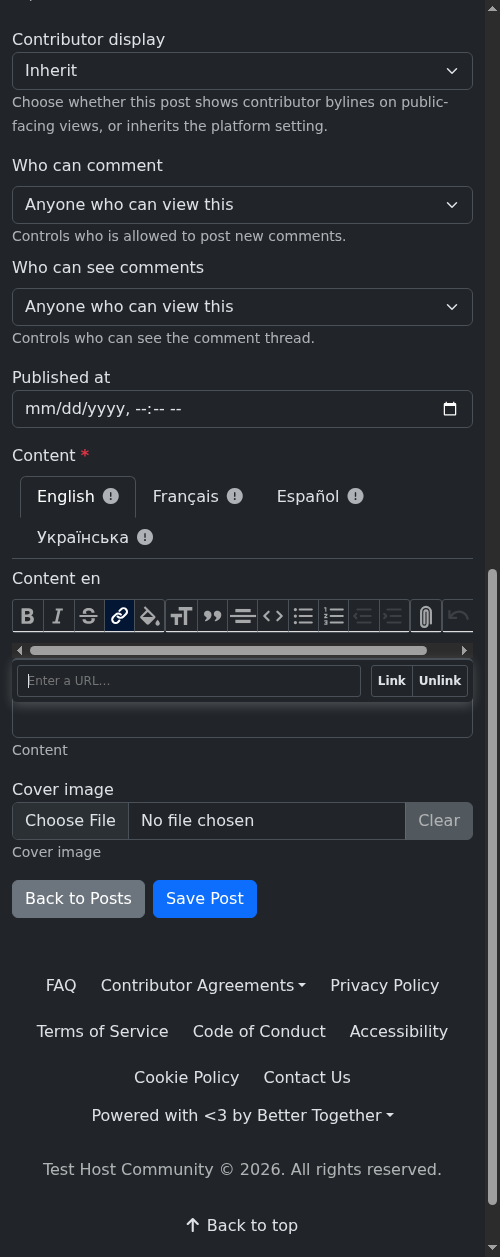 Contributor display
Inherit
Choose whether this post shows contributor bylines on public-
facing views, or inherits the platform setting.
Who can comment
Anyone who can view this
Controls who is allowed to post new comments.
Who can see comments
Anyone who can view this
Controls who can see the comment thread.
Published at
mm/dd/yyyy, --:-- --
Content *
English Français Español
Українська
Content en
Enter a URL... Link Unlink
Content
Cover image
Choose File No file chosen Clear
Cover image
Back to Posts Save Post
FAQ Contributor Agreements Privacy Policy
Terms of Service Code of Conduct Accessibility
Cookie Policy Contact Us
Powered with <3 by Better Together
Test Host Community © 2026. All rights reserved.
Back to top